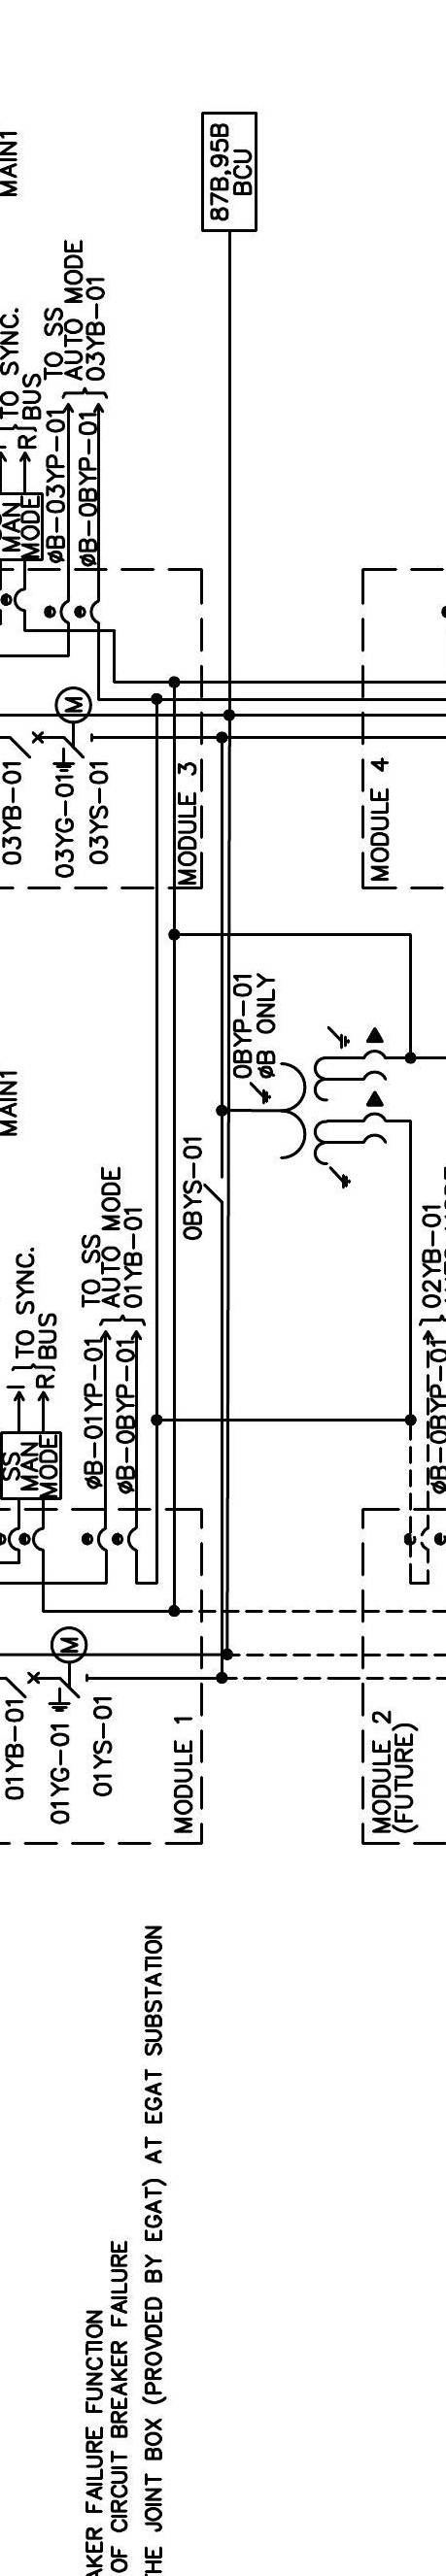 MAIN1
87B,95B
BCU
TO SYNC.
BUS
R
MAN
MODE
TO SS
AUTO MODE
03YB-01
øB-03YP-01
øB-0BYP-01
M
03YB-01
03YG-01
03YS-01
MODULE 3
MODULE 4
0BYP-01
øB ONLY
0BYS-01
MAIN1
I
R
TO SYNC.
BUS
SS
MAN
MODE
TO SS
AUTO MODE
01YB-01
øB-01YP-01
øB-0BYP-01
02YB-01
øB-0BYP-01
M
01YB-01
01YG-01
01YS-01
MODULE 1
MODULE 2
(FUTURE)
AKER FAILURE FUNCTION
OF CIRCUIT BREAKER FAILURE
HE JOINT BOX (PROVDED BY EGAT) AT EGAT SUBSTATION